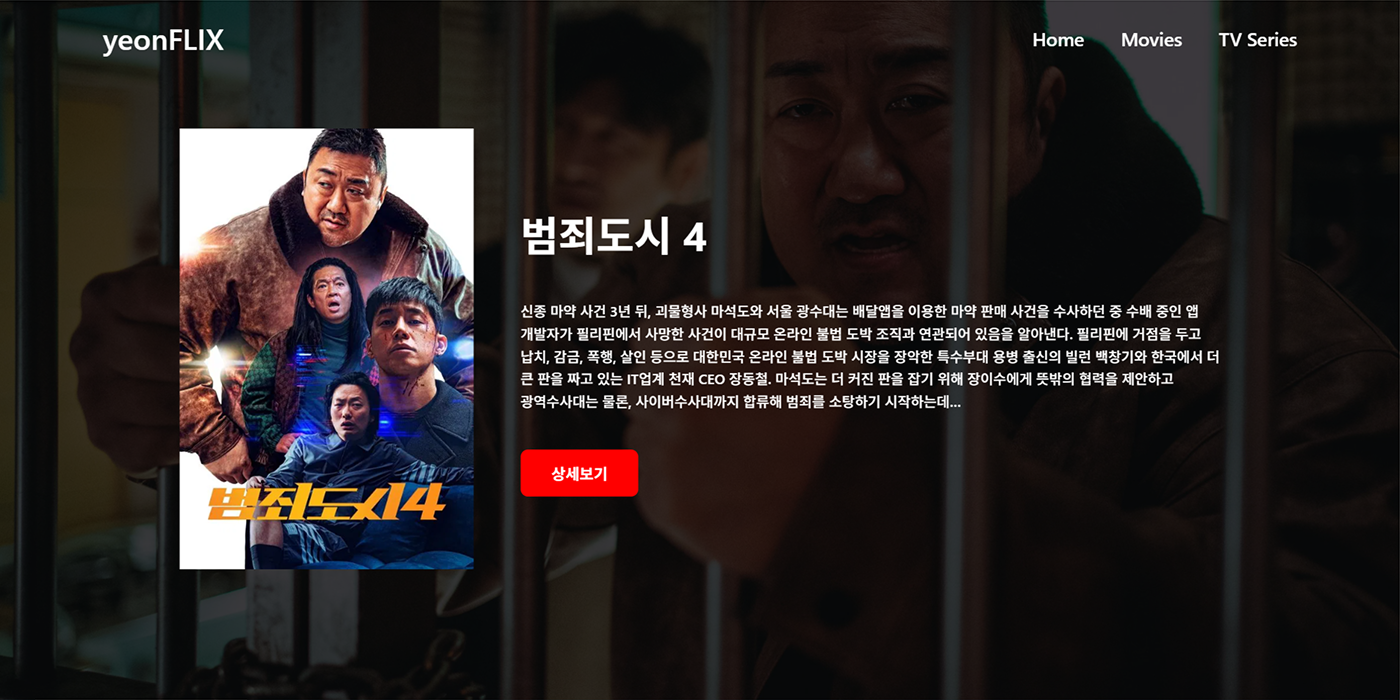 yeonFLIX
Home Movies TV Series
범죄도시 4
신종 마약 사건 3년 뒤, 괴물형사 마석도와 서울 광수대는 배달앱을 이용한 마약 판매 사건을 수사하던 중 수배 중인 앱
개발자가 필리핀에서 사망한 사건이 대규모 온라인 불법 도박 조직과 연관되어 있음을 알아낸다. 필리핀에 거점을 두고
납치, 감금, 폭행, 살인 등으로 대한민국 온라인 불법 도박 시장을 장악한 특수부대 용병 출신의 빌런 백창기와 한국에서 더
큰 판을 짜고 있는 IT업계 천재 CEO 장동철. 마석도는 더 커진 판을 잡기 위해 장이수에게 뜻밖의 협력을 제안하고
광역수사대는 물론, 사이버수사대까지 합류해 범죄를 소탕하기 시작하는데...
상세보기
범죄도시4